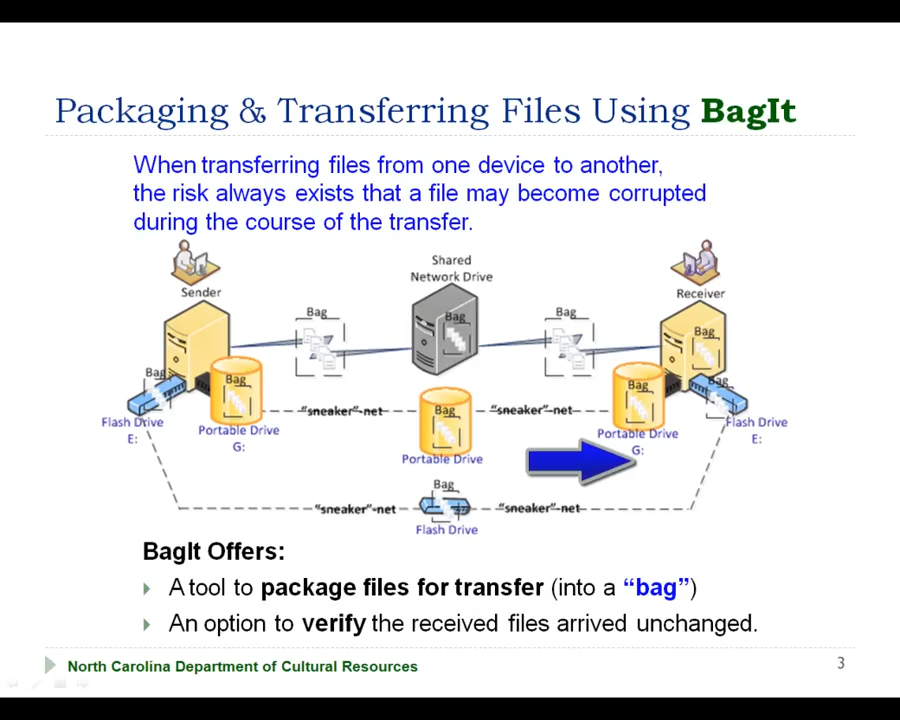 Packaging & Transferring Files Using BagIt
When transferring files from one device to another,
the risk always exists that a file may become corrupted
during the course of the transfer.
Shared
Network Drive
Sender
Receiver
Bag
Bag
Bag
Bag
Bag
Bag
Bag
Bag
Flash Drive
E:
Portable Drive
G:
"sneaker"-net
Bag
Portable Drive
"sneaker"-net
Portable Drive
G:
Flash Drive
E:
"sneaker"-net
Bag
Flash Drive
"sneaker"-net
BagIt Offers:
A tool to package files for transfer (into a “bag”)
An option to verify the received files arrived unchanged.
North Carolina Department of Cultural Resources
3